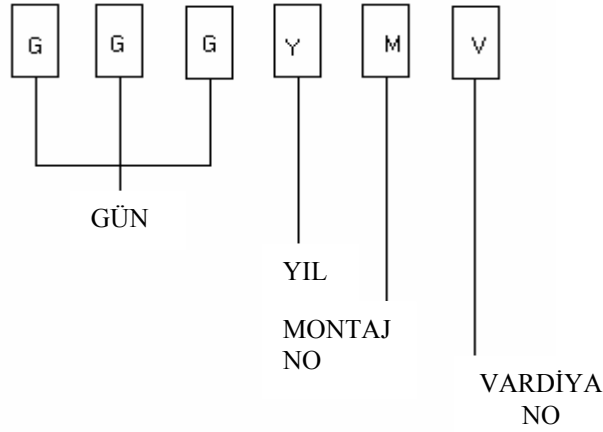 G G G Y M V
GÜN
YIL
MONTAJ
NO
VARDİYA
NO